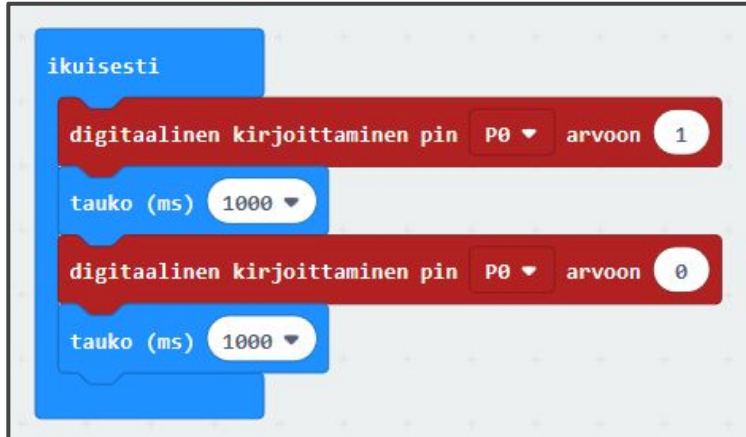 ikuisesti
digitaalinen kirjoittaminen pin P0 arvoon 1
tauko (ms) 1000
digitaalinen kirjoittaminen pin P0 arvoon 0
tauko (ms) 1000